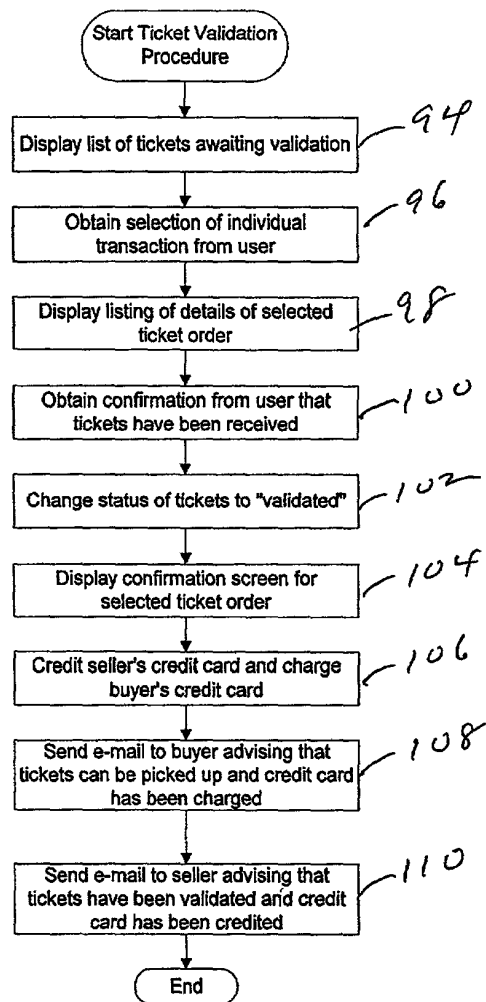 Start Ticket Validation
Procedure
94
Display list of tickets awaiting validation
96
Obtain selection of individual
transaction from user
98
Display listing of details of selected
ticket order
100
Obtain confirmation from user that
tickets have been received
102
Change status of tickets to "validated"
104
Display confirmation screen for
selected ticket order
106
Credit seller's credit card and charge
buyer's credit card
108
Send e-mail to buyer advising that
tickets can be picked up and credit card
has been charged
110
Send e-mail to seller advising that
tickets have been validated and credit
card has been credited
End